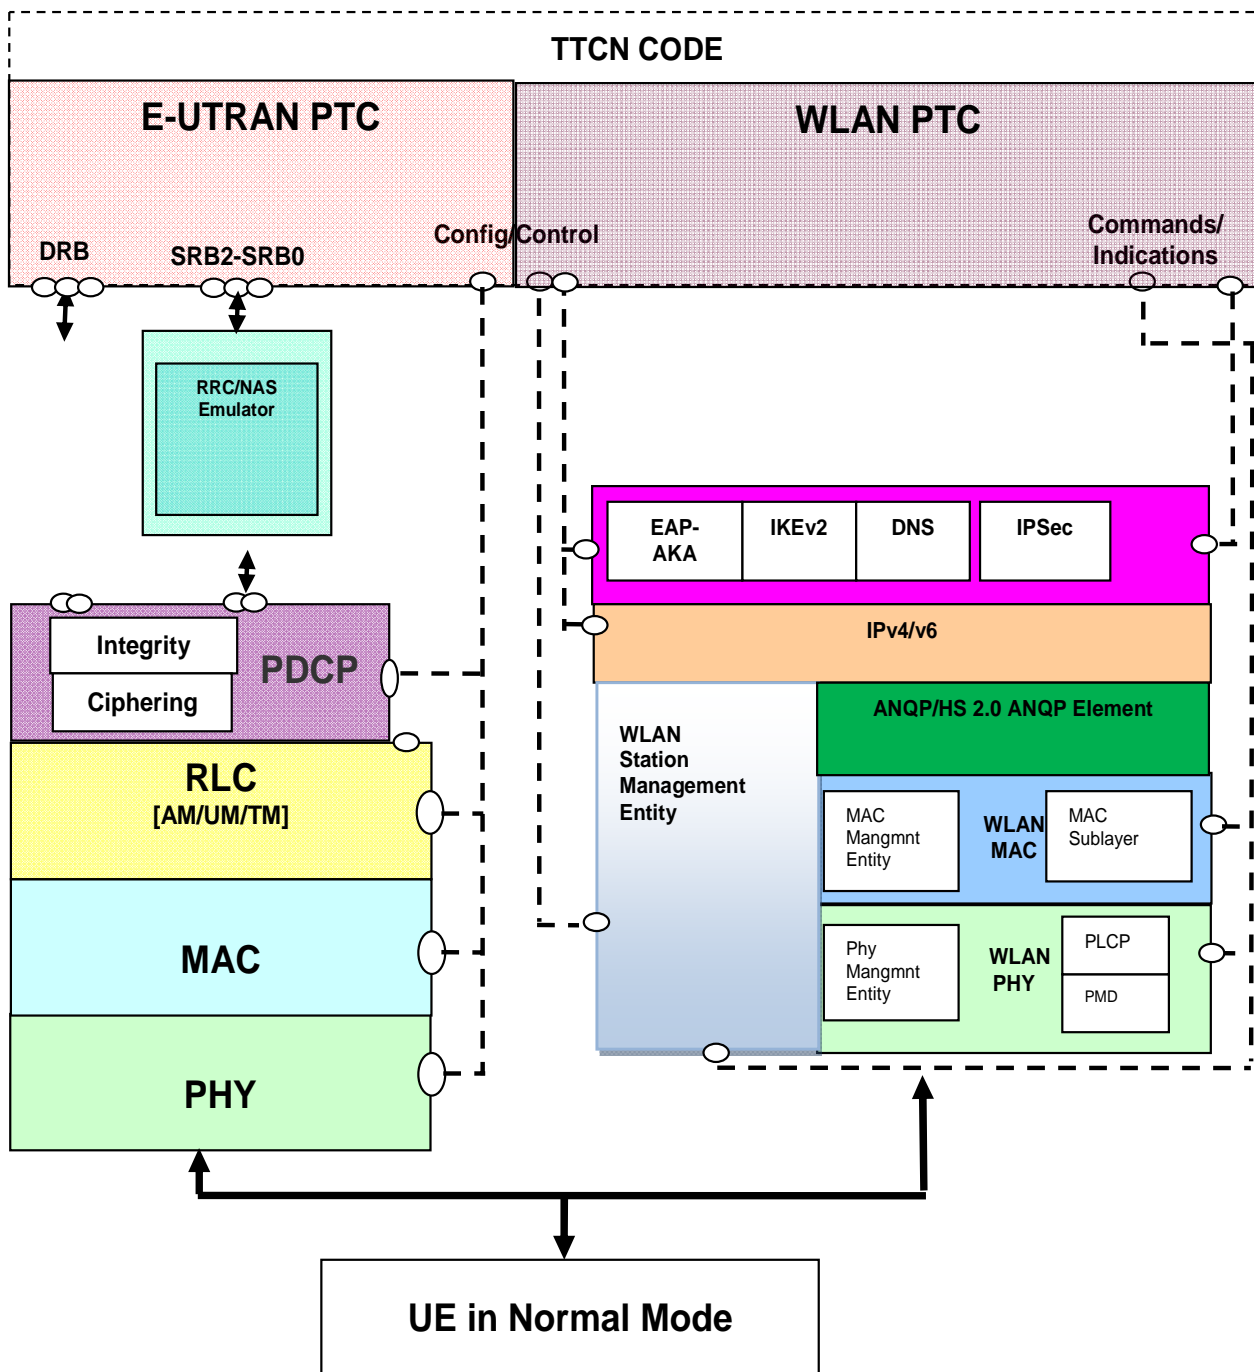 TTCN CODE
E-UTRAN PTC
WLAN PTC
DRB
SRB2-SRB0
Config/Control
Commands/
Indications
RRC/NAS
Emulator
EAP-
AKA
IKEv2
DNS
IPSec
IPv4/v6
Integrity
Ciphering
PDCP
ANQP/HS 2.0 ANQP Element
WLAN
Station
Management
Entity
RLC
[AM/UM/TM]
MAC
Mangmnt
Entity
WLAN
MAC
MAC
Sublayer
MAC
Phy
Mangmnt
Entity
WLAN
PHY
PLCP
PMD
PHY
UE in Normal Mode